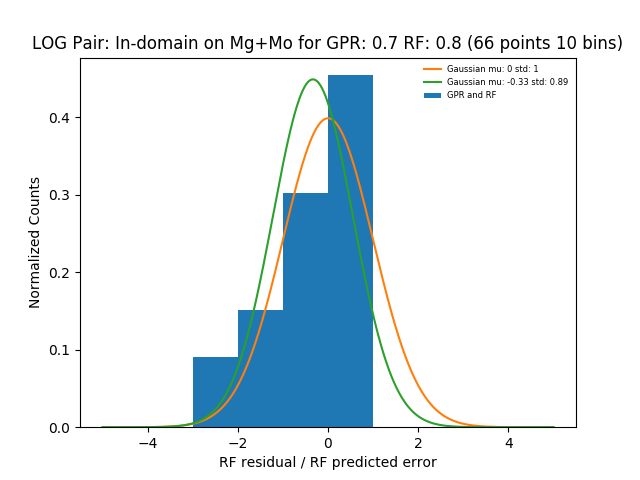 LOG Pair: In-domain on Mg+Mo for GPR: 0.7 RF: 0.8 (66 points 10 bins)
Gaussian mu: 0 std: 1
Gaussian mu: -0.33 std: 0.89
GPR and RF
Normalized Counts
0.4
0.3
0.2
0.1
0.0
−4 −2 0 2 4
RF residual / RF predicted error